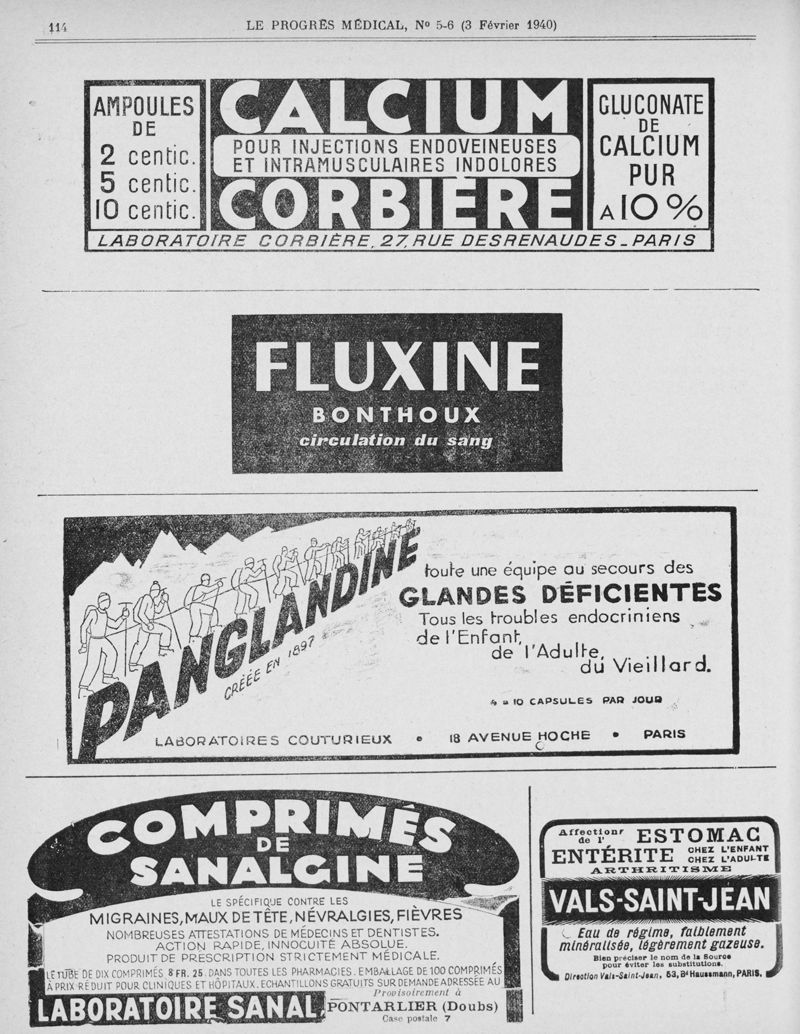 114
LE PROGRÈS MÉDICAL, Nº 5-6 (3 Février 1940)
AMPOULES
DE
2 centic.
5 centic.
10 centic.
CALCIUM
POUR INJECTIONS ENDOVEINEUSES
ET INTRAMUSCULAIRES INDOLORES
CORBIÈRE
GLUCONATE
DE
CALCIUM
PUR
A 10 %
LABORATOIRE CORBIÈRE, 27, RUE DESRENAUDES - PARIS
FLUXINE
BONTHOUX
circulation du sang
PANGLANDINE
CRÉÉE EN 1897
toute une équipe au secours des
GLANDES DÉFICIENTES
Tous les troubles endocriniens
de l'Enfant,
de l'Adulte,
du Vieillard.
4 à 10 CAPSULES PAR JOUR
LABORATOIRES COUTURIEUX • 18 AVENUE HOCHE • PARIS
COMPRIMÉS
DE
SANALGINE
LE SPÉCIFIQUE CONTRE LES
MIGRAINES, MAUX DE TÊTE, NÉVRALGIES, FIÈVRES
NOMBREUSES ATTESTATIONS DE MÉDECINS ET DENTISTES.
ACTION RAPIDE, INNOCUITÉ ABSOLUE.
PRODUIT DE PRESCRIPTION STRICTEMENT MÉDICALE.
LE TUBE DE DIX COMPRIMÉS 8 FR. 25. DANS TOUTES LES PHARMACIES. EMBALLAGE DE 100 COMPRIMÉS
À PRIX RÉDUIT POUR CLINIQUES ET HÔPITAUX. ECHANTILLONS GRATUITS SUR DEMANDE ADRESSÉE AU
LABORATOIRE SANAL,
Provisoirement à
PONTARLIER (Doubs)
Case postale 7
Affections
de l'
ESTOMAC
ENTÉRITE
CHEZ L'ENFANT
CHEZ L'ADULTE
ARTHRITISME
VALS-SAINT-JEAN
Eau de régime, faiblement
minéralisée, légèrement gazeuse.
Bien préciser le nom de la Source
pour éviter les substitutions.
Direction Vals-Saint-Jean, 53, Bd Haussmann, PARIS.